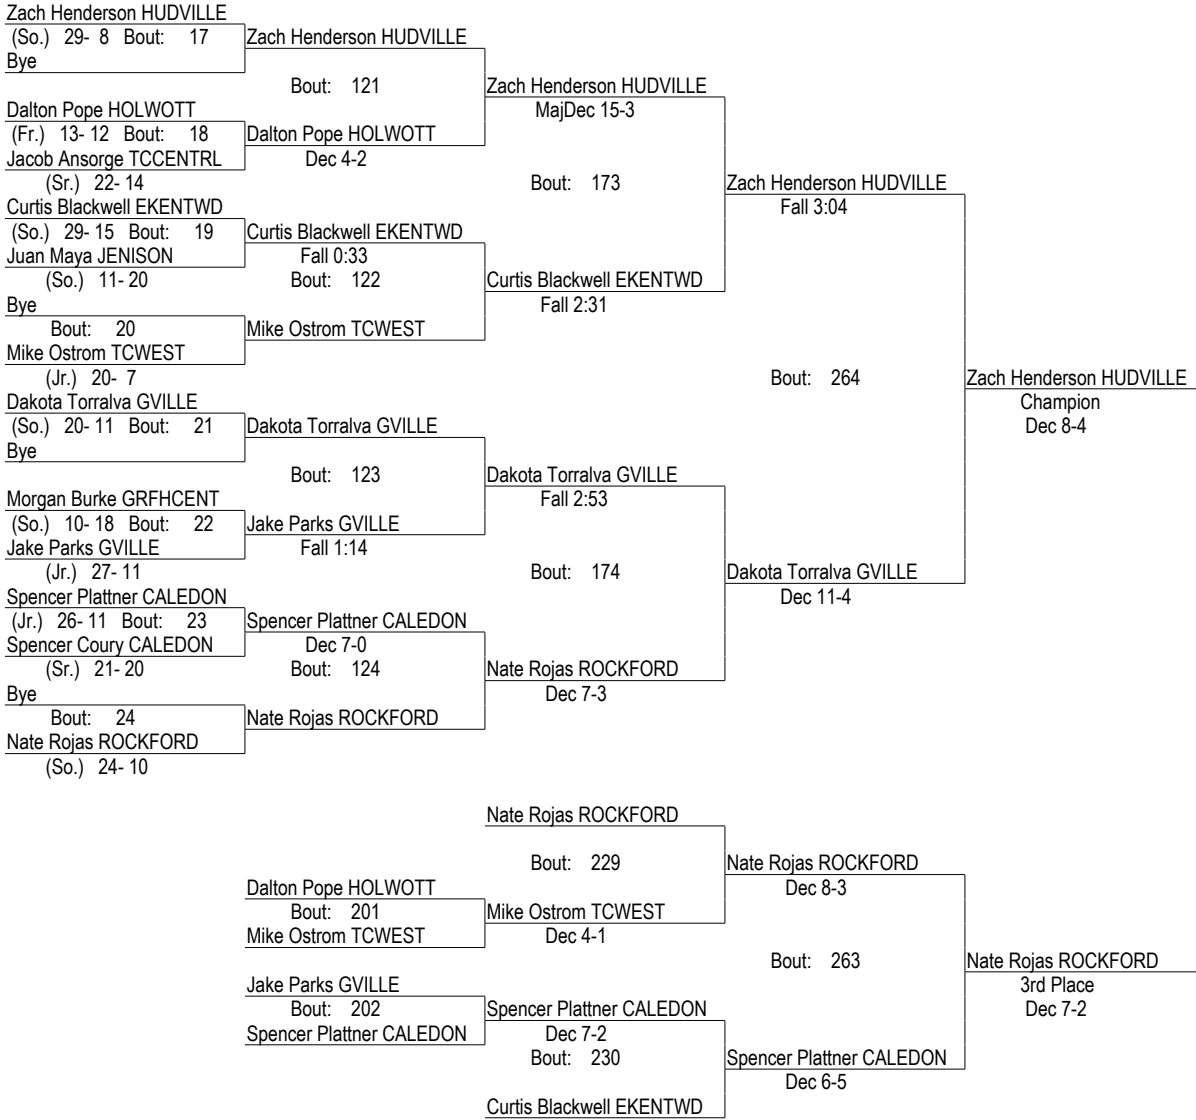 Zach Henderson HUDVILLE
(So.) 29- 8 Bout: 17 Zach Henderson HUDVILLE
Bye
Bout: 121 Zach Henderson HUDVILLE
Dalton Pope HOLWOTT MajDec 15-3
(Fr.) 13- 12 Bout: 18 Dalton Pope HOLWOTT
Jacob Ansorge TCCENTRL Dec 4-2
(Sr.) 22- 14 Bout: 173 Zach Henderson HUDVILLE
Curtis Blackwell EKENTWD Fall 3:04
(So.) 29- 15 Bout: 19 Curtis Blackwell EKENTWD
Juan Maya JENISON Fall 0:33
(So.) 11- 20 Bout: 122 Curtis Blackwell EKENTWD
Bye Fall 2:31
Bout: 20 Mike Ostrom TCWEST
Mike Ostrom TCWEST
(Jr.) 20- 7 Bout: 264 Zach Henderson HUDVILLE
Dakota Torralva GVILLE Champion
(So.) 20- 11 Bout: 21 Dakota Torralva GVILLE Dec 8-4
Bye
Bout: 123 Dakota Torralva GVILLE
Morgan Burke GRFHCENT Fall 2:53
(So.) 10- 18 Bout: 22 Jake Parks GVILLE
Jake Parks GVILLE Fall 1:14
(Jr.) 27- 11 Bout: 174 Dakota Torralva GVILLE
Spencer Plattner CALEDON Dec 11-4
(Jr.) 26- 11 Bout: 23 Spencer Plattner CALEDON
Spencer Coury CALEDON Dec 7-0
(Sr.) 21- 20 Bout: 124 Nate Rojas ROCKFORD
Bye Dec 7-3
Bout: 24 Nate Rojas ROCKFORD
Nate Rojas ROCKFORD
(So.) 24- 10
Nate Rojas ROCKFORD
Bout: 229 Nate Rojas ROCKFORD
Dalton Pope HOLWOTT Dec 8-3
Bout: 201 Mike Ostrom TCWEST
Mike Ostrom TCWEST Dec 4-1
Bout: 263 Nate Rojas ROCKFORD
Jake Parks GVILLE 3rd Place
Bout: 202 Spencer Plattner CALEDON Dec 7-2
Spencer Plattner CALEDON Dec 7-2
Bout: 230 Spencer Plattner CALEDON
Dec 6-5
Curtis Blackwell EKENTWD